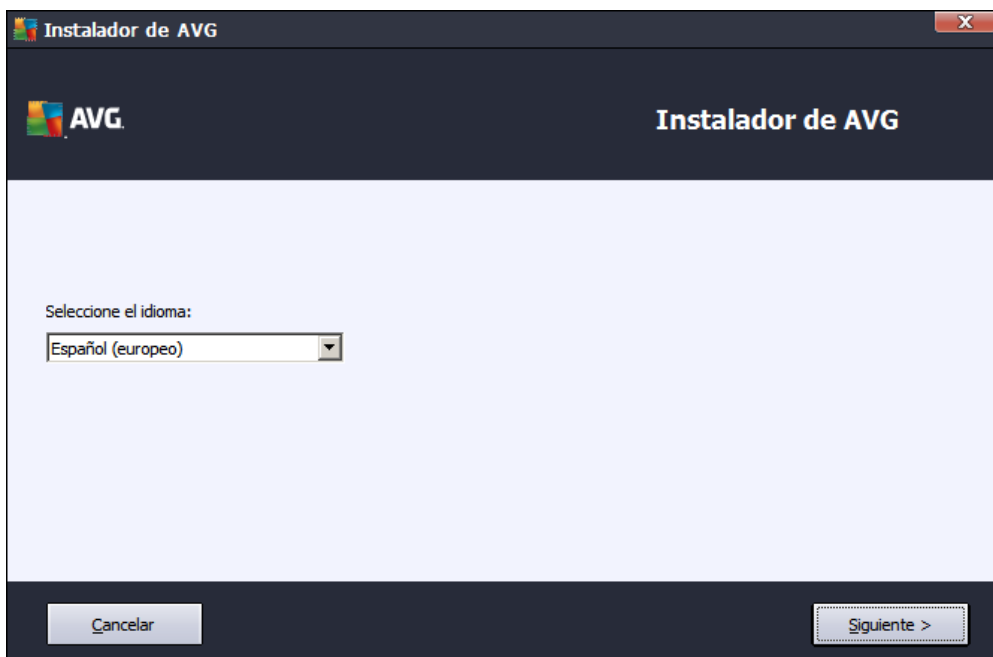 Instalador de AVG
X
AVG.
Instalador de AVG
Seleccione el idioma:
Español (europeo)
Cancelar
Siguiente >